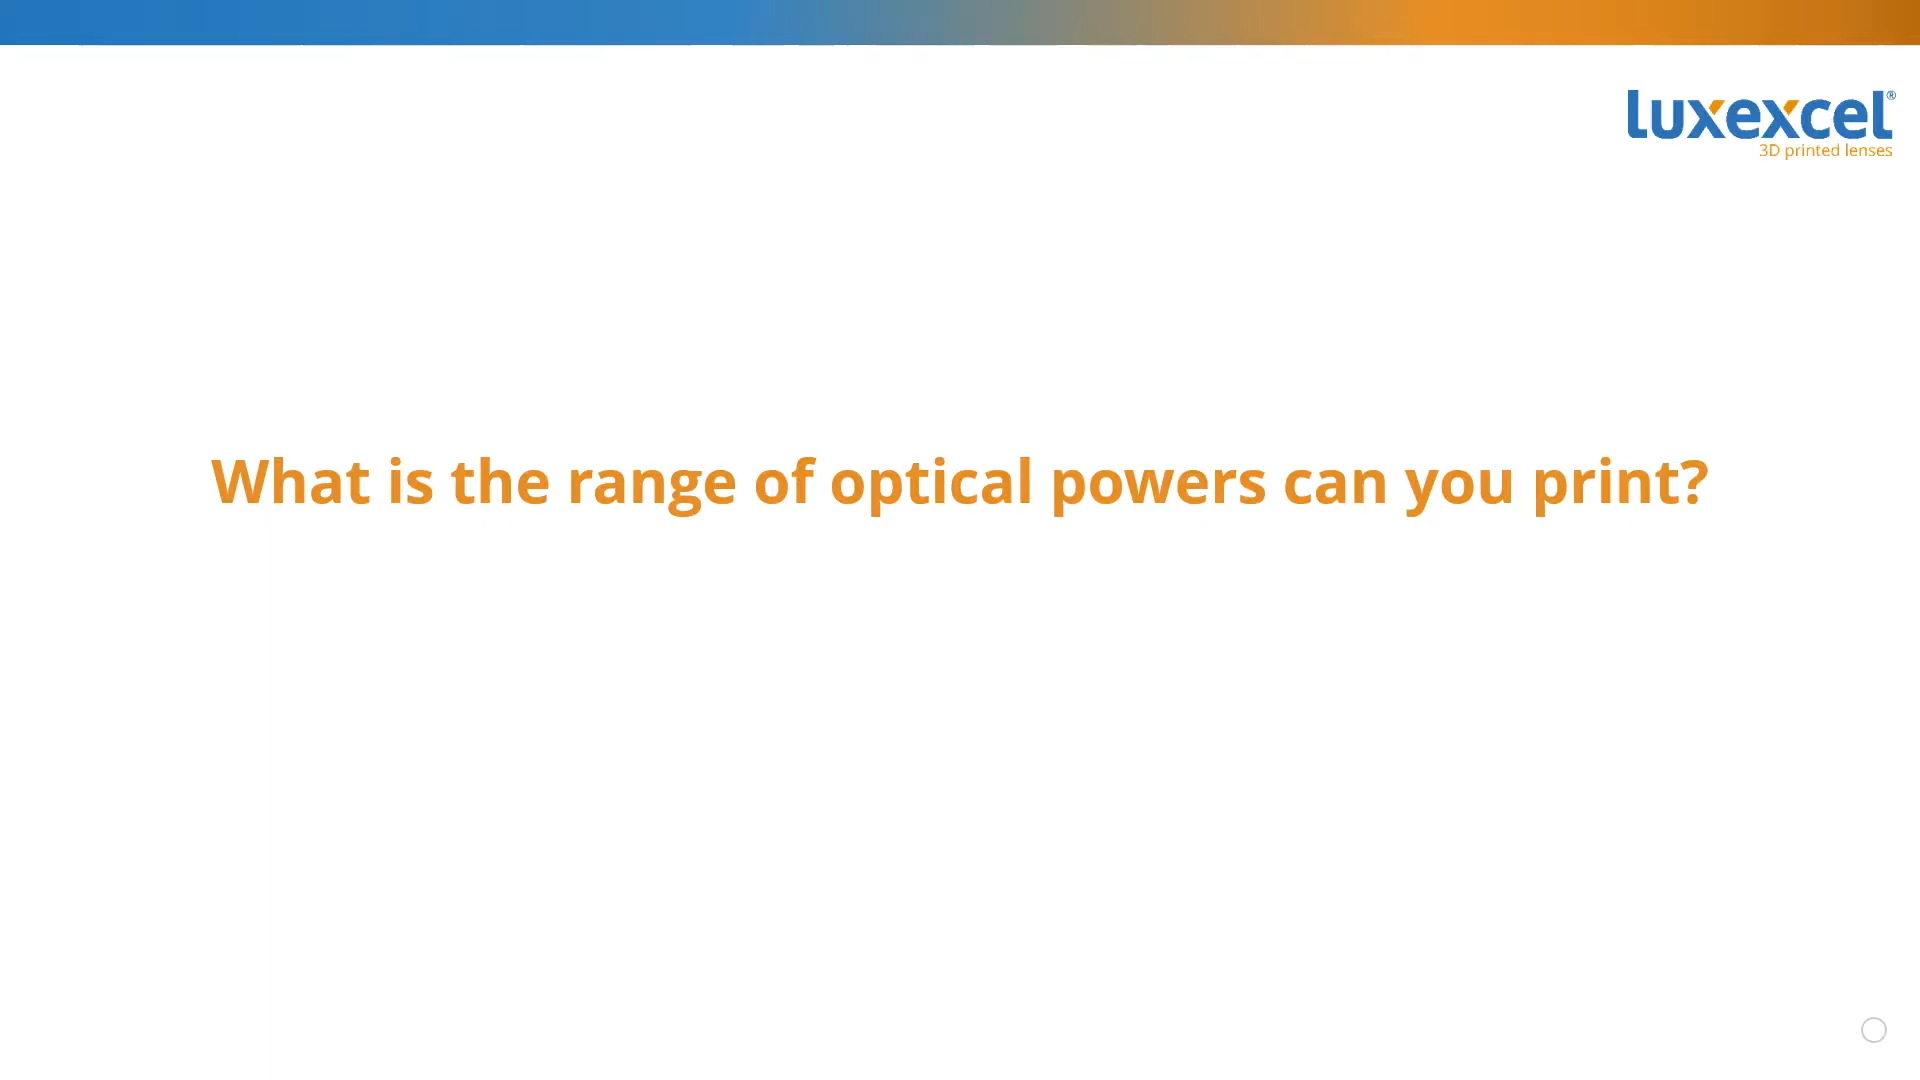 luxexcel®
3D printed lenses
What is the range of optical powers can you print?